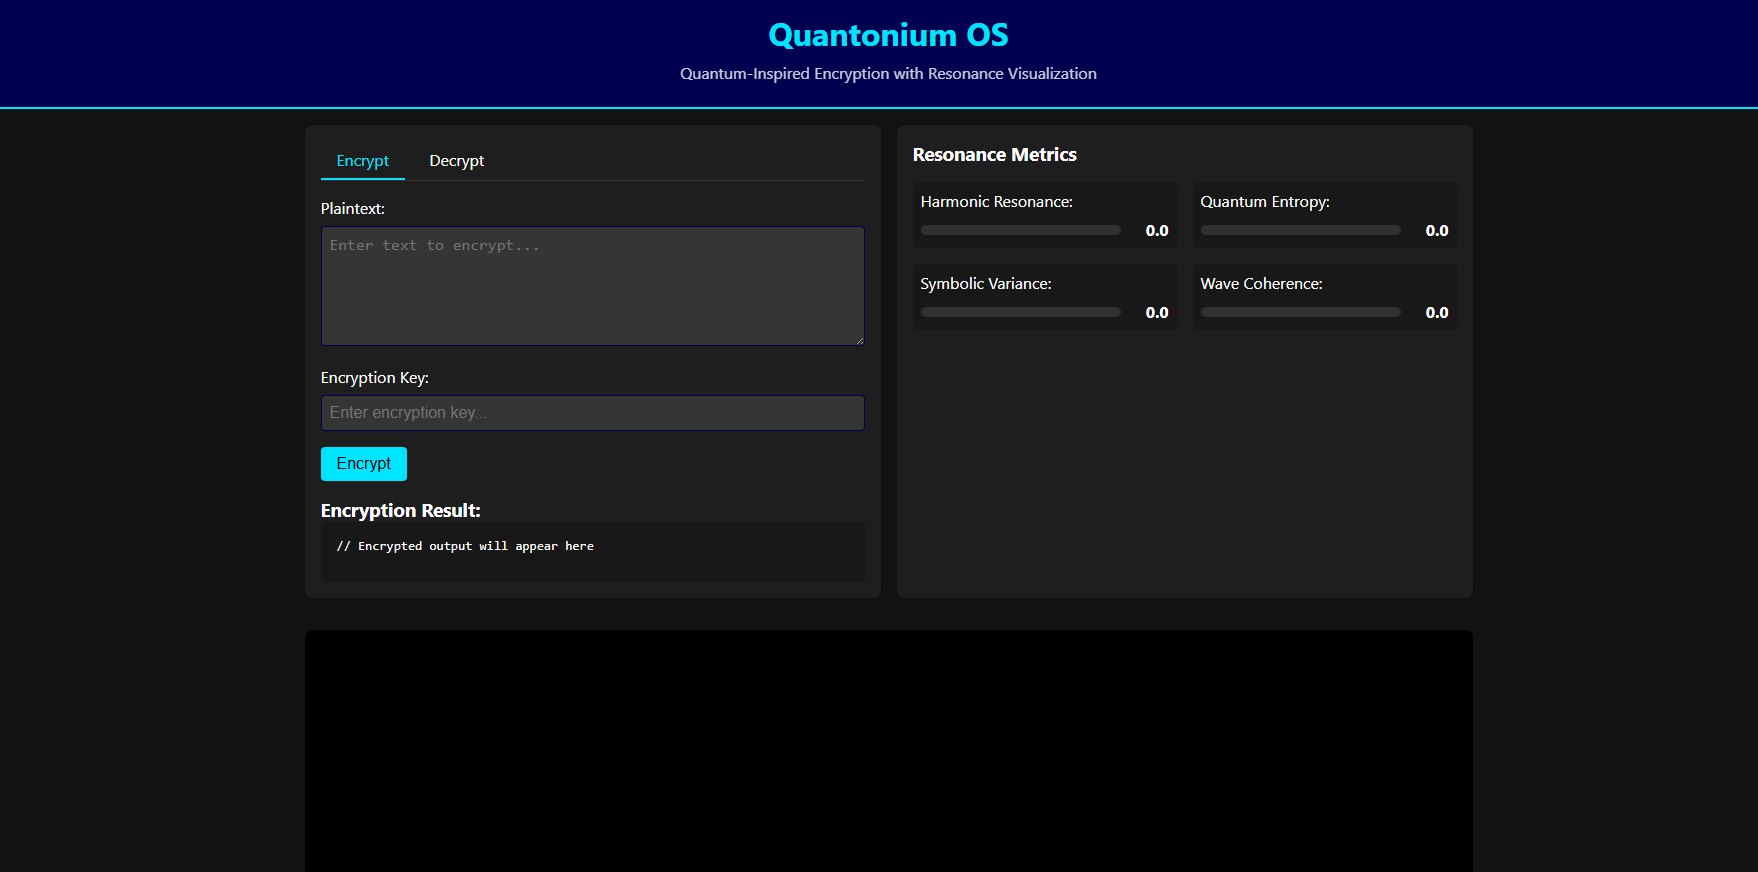 Quantonium OS
Quantum-Inspired Encryption with Resonance Visualization
Encrypt Decrypt
Plaintext:
Enter text to encrypt...
Encryption Key:
Enter encryption key...
Encrypt
Encryption Result:
// Encrypted output will appear here
Resonance Metrics
Harmonic Resonance:
0.0
Quantum Entropy:
0.0
Symbolic Variance:
0.0
Wave Coherence:
0.0